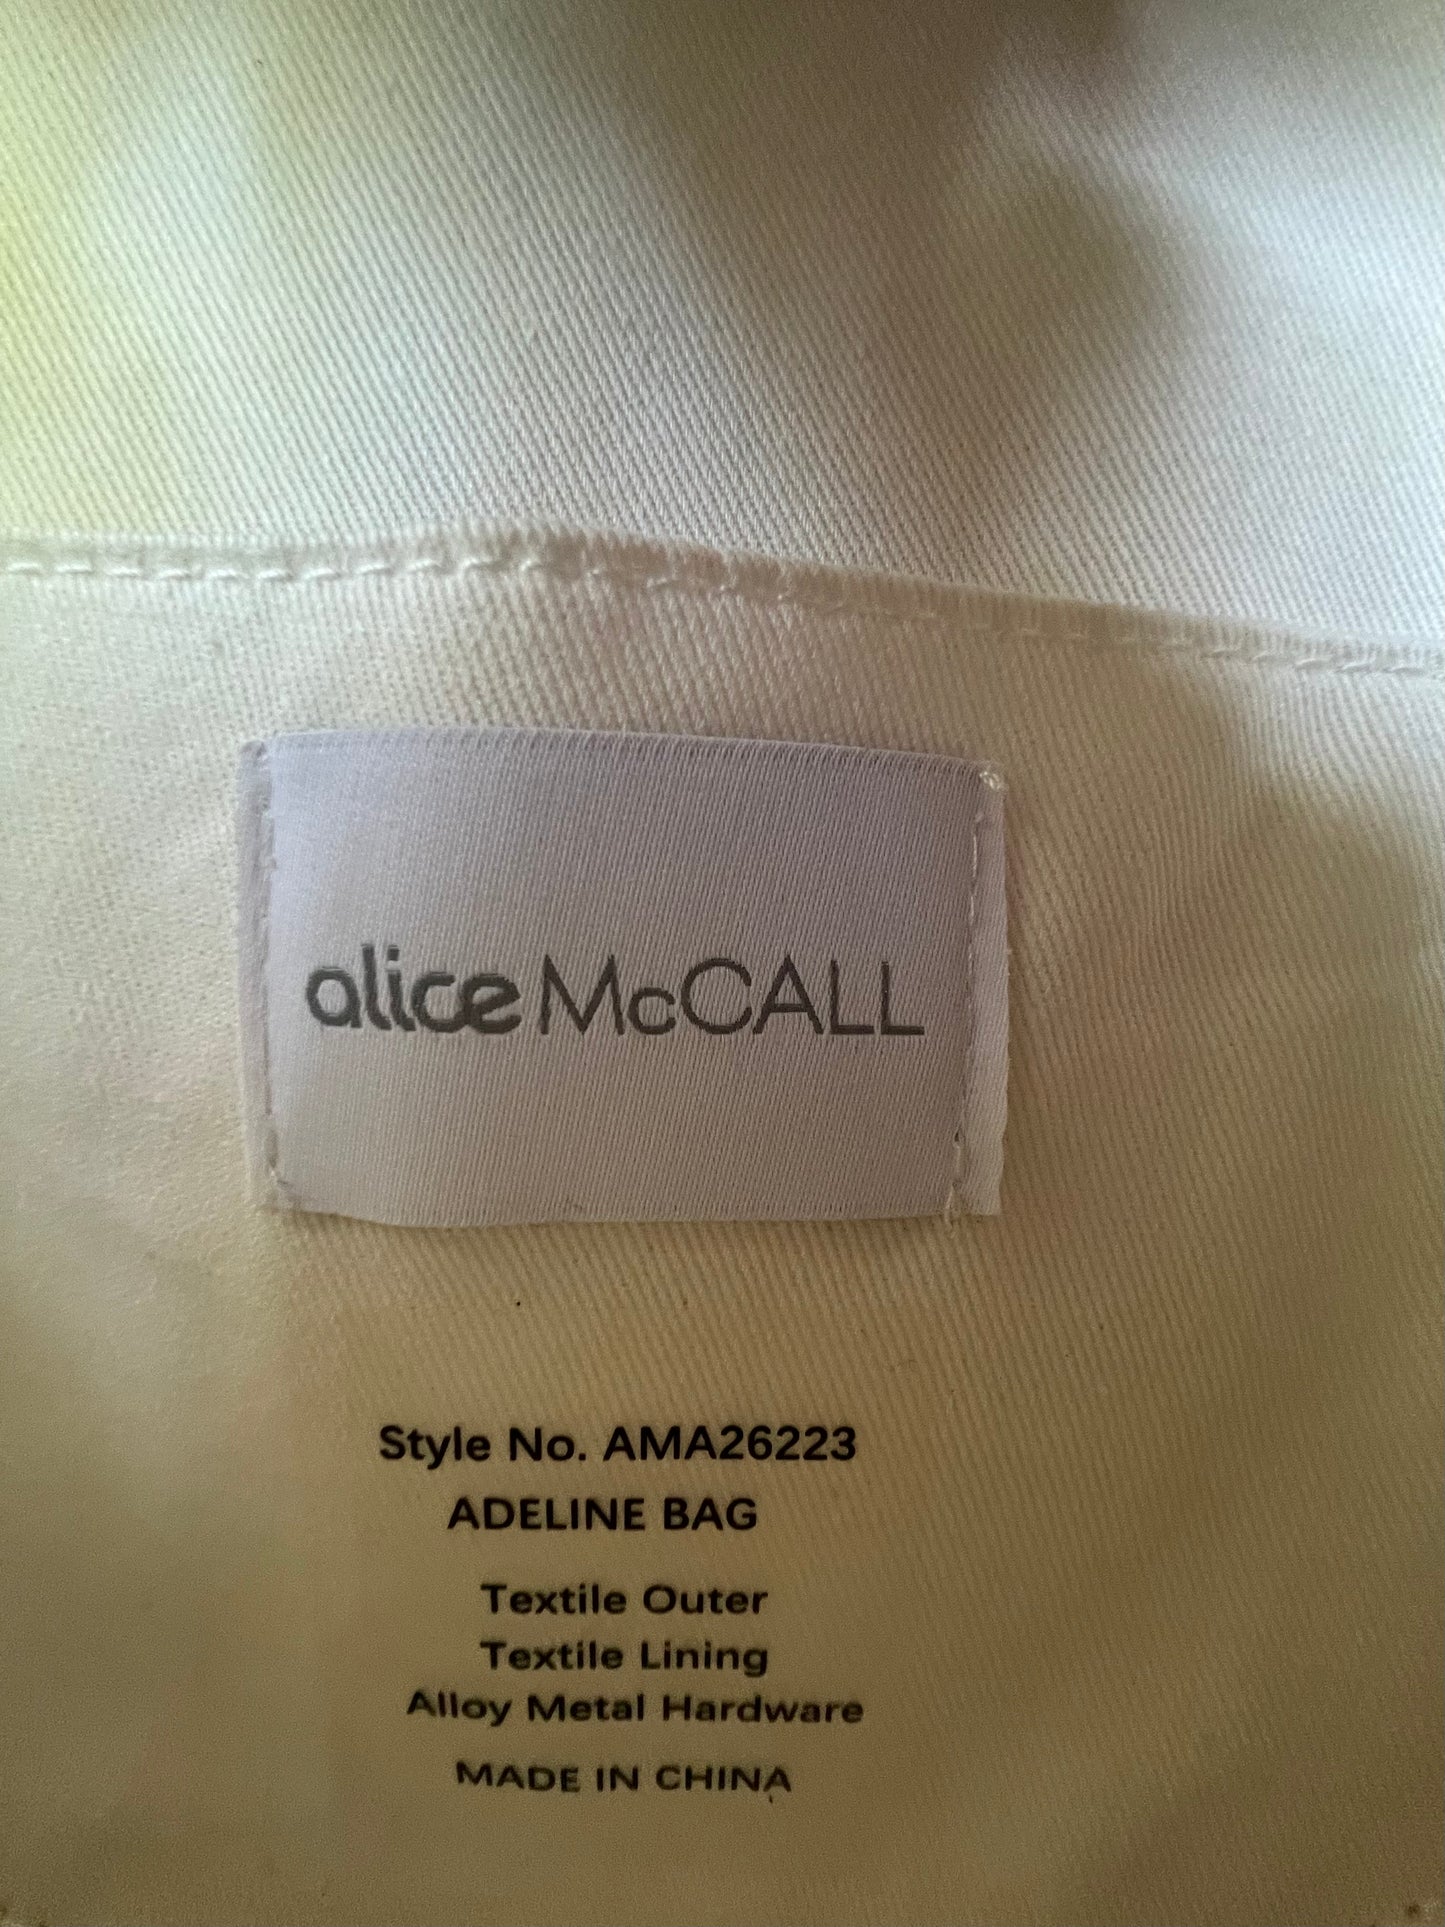 alice McCALL
Style No. AMA26223
ADELINE BAG
Textile Outer
Textile Lining
Alloy Metal Hardware
MADE IN CHINA